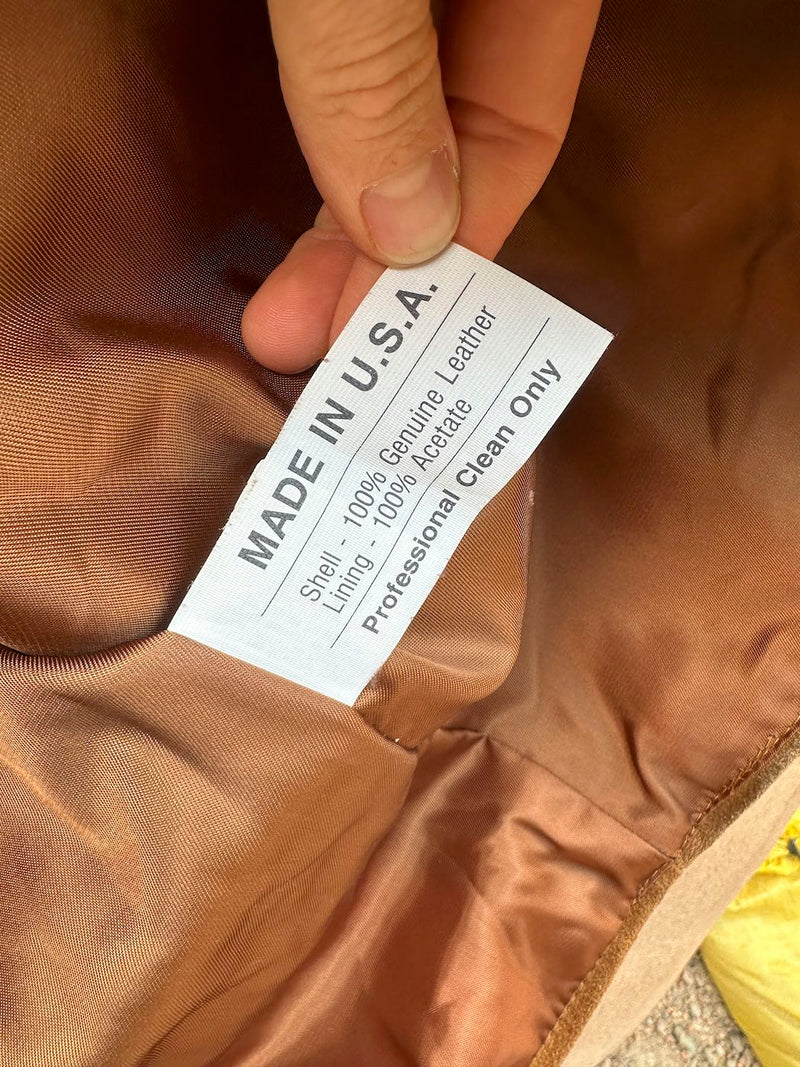 MADE IN U.S.A.
Shell - 100% Genuine Leather
Lining - 100% Acetate
Professional Clean Only